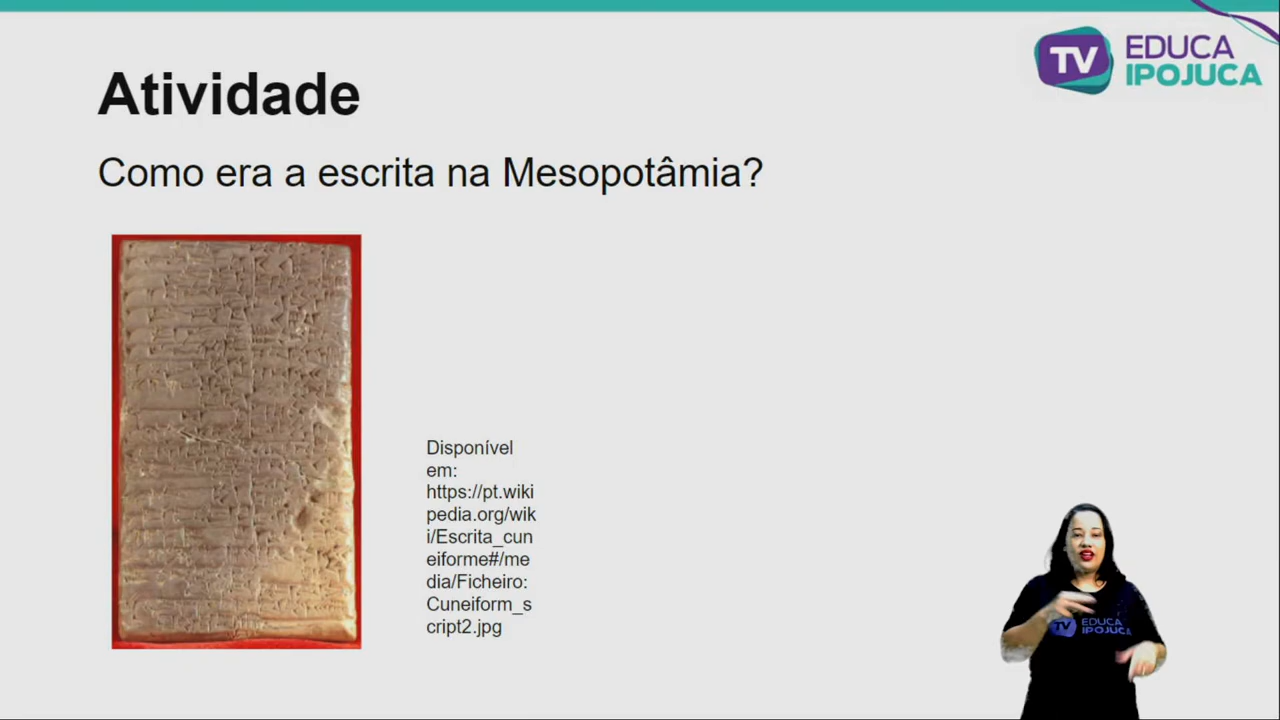 TV EDUCA
IPOJUCA
Atividade
Como era a escrita na Mesopotâmia?
Disponível
em:
https://pt.wiki
pedia.org/wik
i/Escrita_cun
eiforme#/me
dia/Ficheiro:
Cuneiform_s
cript2.jpg
TV EDUCA
IPOJUCA